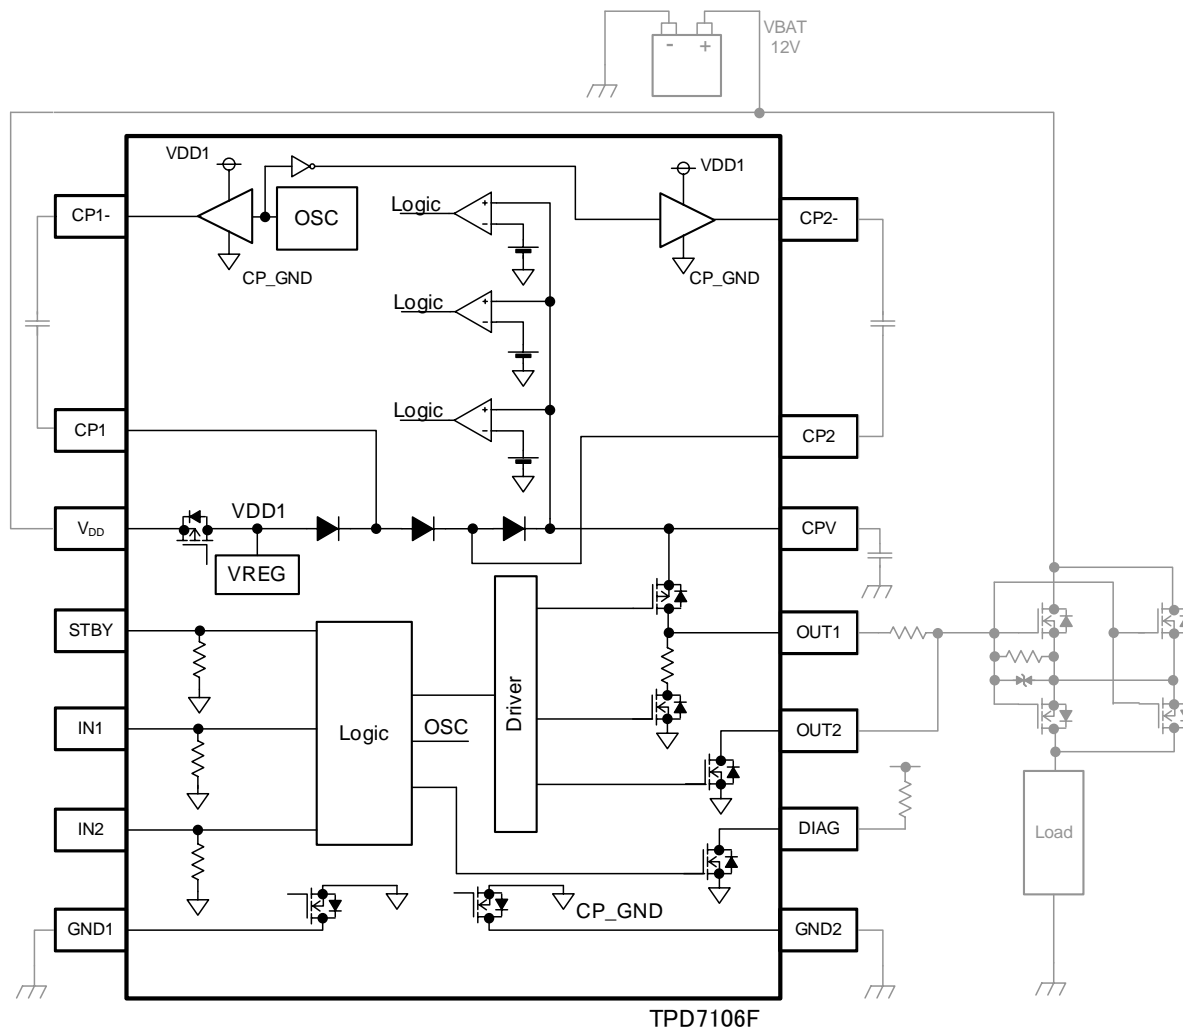 - +
VBAT
12V
VDD1
VDD1
CP1-
OSC
Logic
CP2-
CP_GND
CP_GND
Logic
Logic
CP1
CP2
VDD
VDD1
CPV
VREG
STBY
OUT1
Driver
IN1
Logic
OSC
OUT2
IN2
DIAG
Load
CP_GND
GND1
GND2
TPD7106F